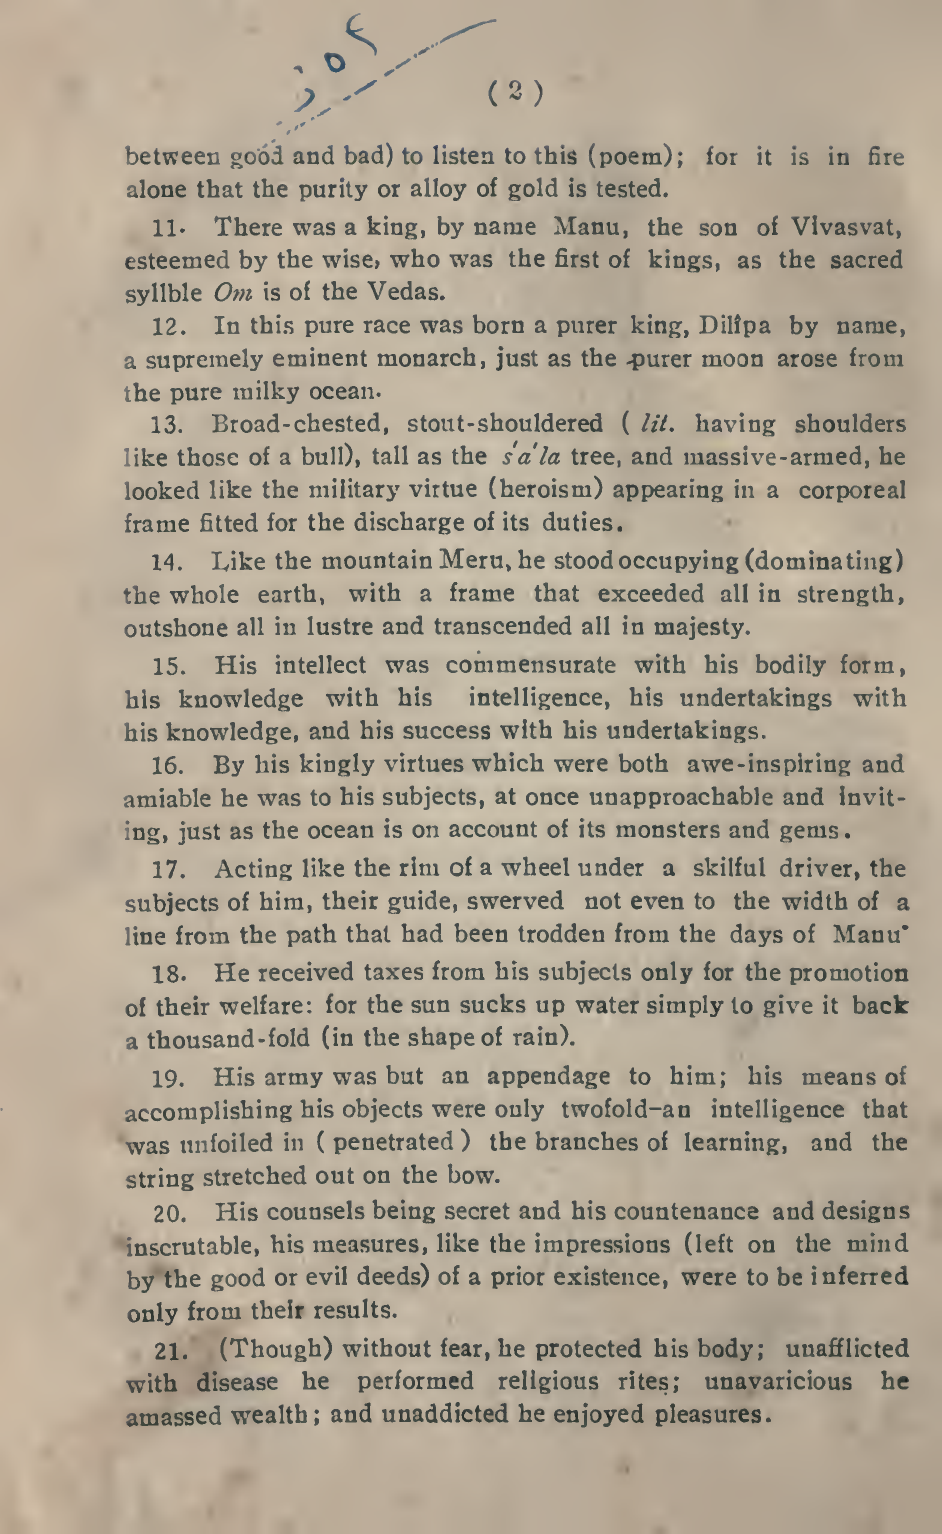 ( 2 )
between good and bad) to listen to this (poem); for it is in fire
alone that the purity or alloy of gold is tested.
11. There was a king, by name Manu, the son of Vivasvat,
esteemed by the wise, who was the first of kings, as the sacred
syllble Om is of the Vedas.
12. In this pure race was born a purer king, Dilîpa by name,
a supremely eminent monarch, just as the purer moon arose from
the pure milky ocean.
13. Broad-chested, stout-shouldered ( lit. having shoulders
like those of a bull), tall as the s'a'la tree, and massive-armed, he
looked like the military virtue (heroism) appearing in a corporeal
frame fitted for the discharge of its duties.
14. Like the mountain Meru, he stood occupying (dominating)
the whole earth, with a frame that exceeded all in strength,
outshone all in lustre and transcended all in majesty.
15. His intellect was commensurate with his bodily form,
his knowledge with his intelligence, his undertakings with
his knowledge, and his success with his undertakings.
16. By his kingly virtues which were both awe-inspiring and
amiable he was to his subjects, at once unapproachable and invit-
ing, just as the ocean is on account of its monsters and gems.
17. Acting like the rim of a wheel under a skilful driver, the
subjects of him, their guide, swerved not even to the width of a
line from the path that had been trodden from the days of Manu.
18. He received taxes from his subjects only for the promotion
of their welfare: for the sun sucks up water simply to give it back
a thousand-fold (in the shape of rain).
19. His army was but an appendage to him; his means of
accomplishing his objects were only twofold–an intelligence that
was unfoiled in ( penetrated ) the branches of learning, and the
string stretched out on the bow.
20. His counsels being secret and his countenance and designs
inscrutable, his measures, like the impressions (left on the mind
by the good or evil deeds) of a prior existence, were to be inferred
only from their results.
21. (Though) without fear, he protected his body; unafflicted
with disease he performed religious rites; unavaricious he
amassed wealth; and unaddicted he enjoyed pleasures.